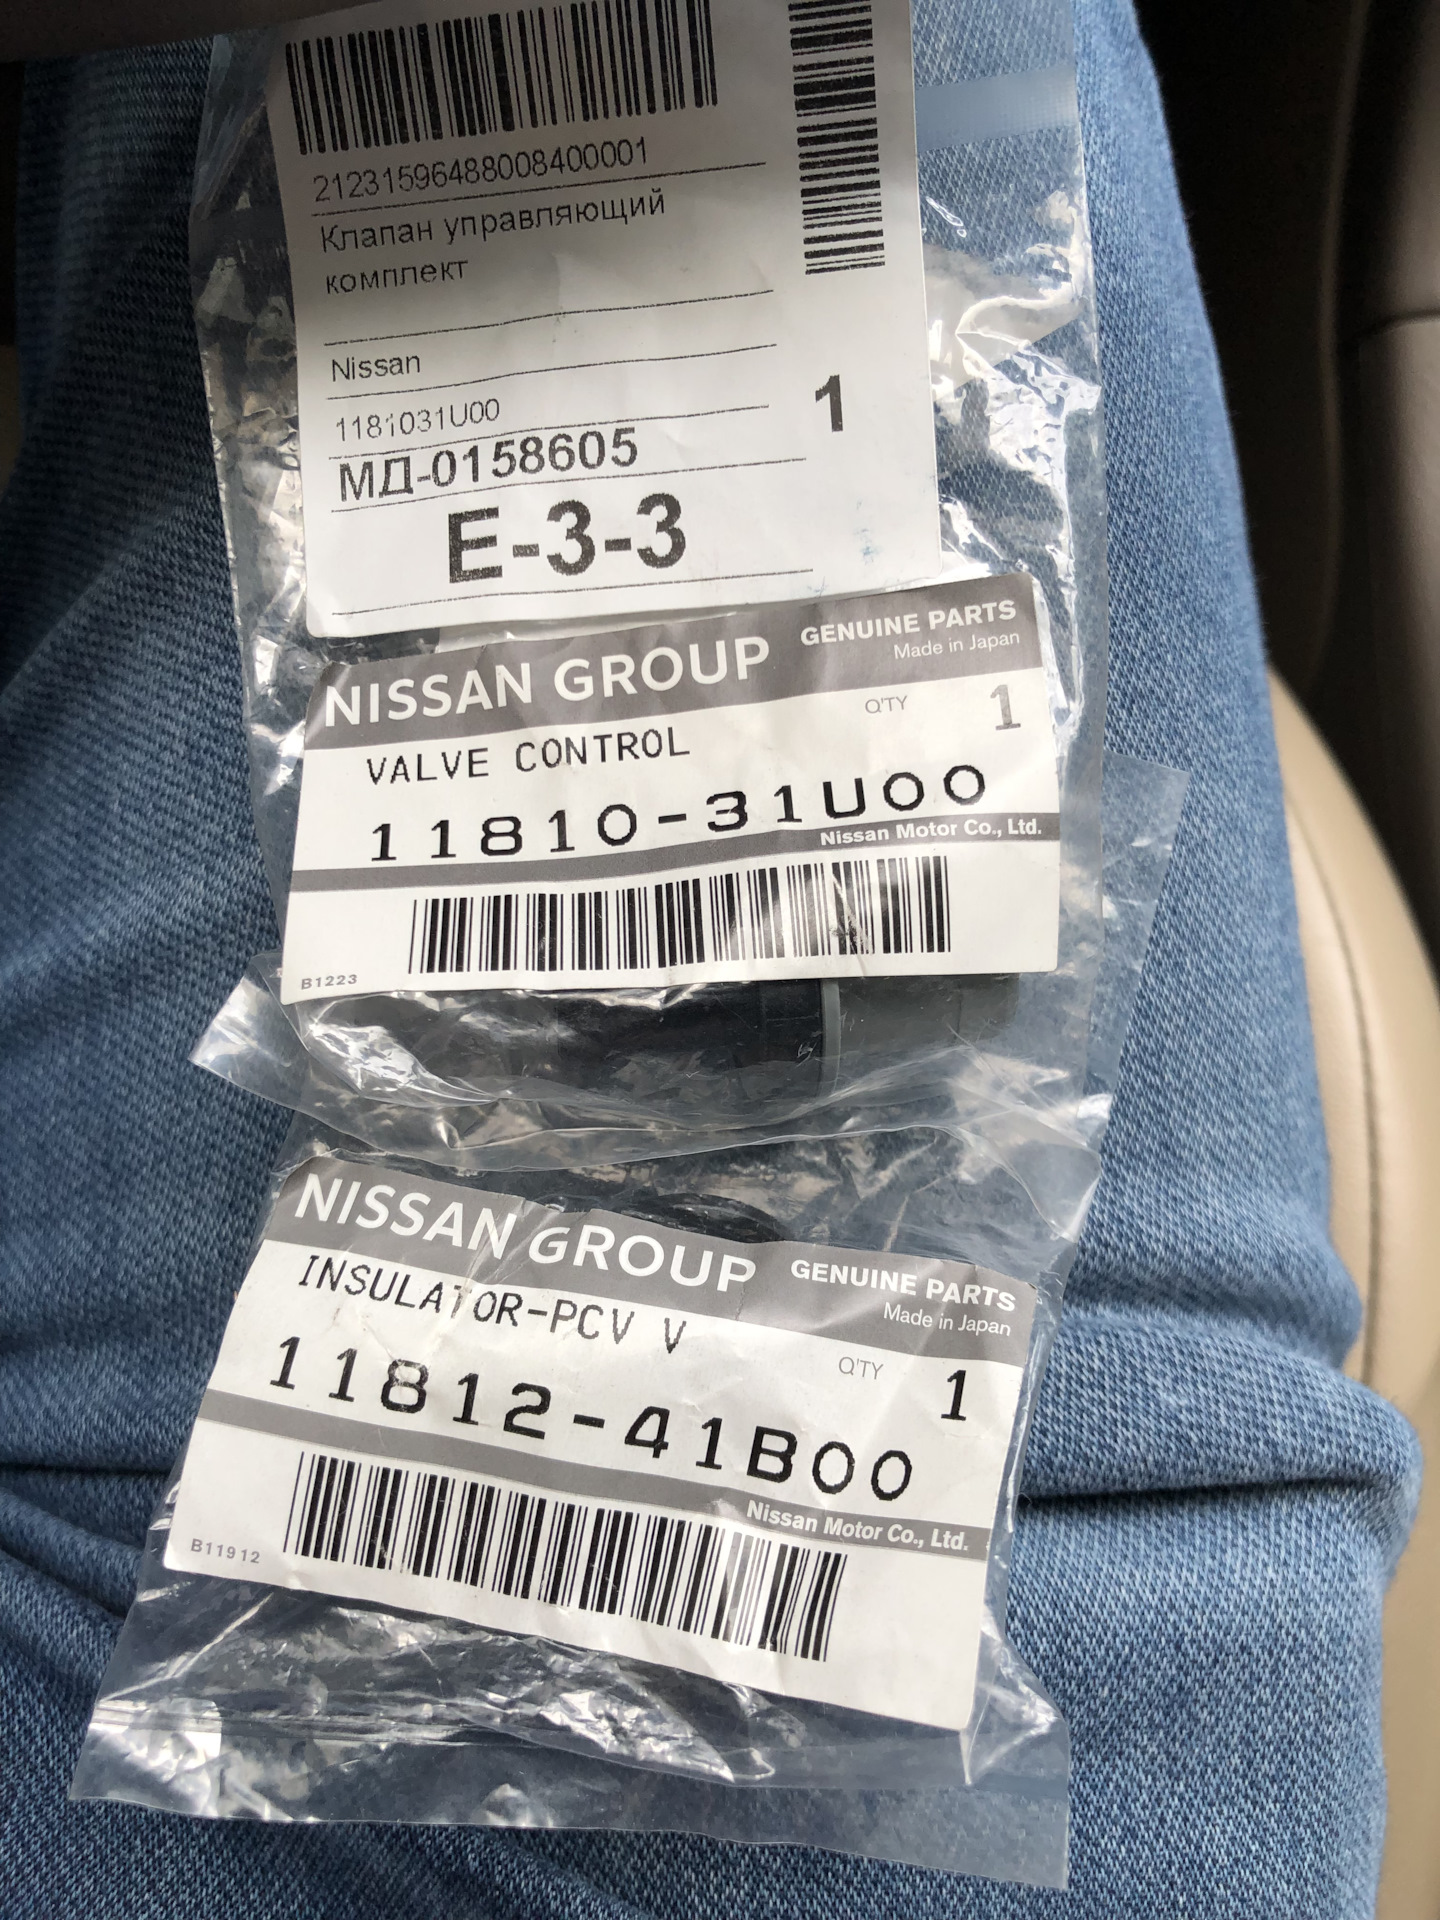 21231596488008400001
Клапан управляющий
комплект
Nissan
1181031U00
1
МД-0158605
E-3-3
NISSAN GROUP
GENUINE PARTS
Made in Japan
VALVE CONTROL
Q'TY 1
11810-31U00
Nissan Motor Co., Ltd.
B1223
NISSAN GROUP
GENUINE PARTS
Made in Japan
INSULATOR-PCV V
Q'TY 1
11812-41B00
Nissan Motor Co., Ltd.
B11912